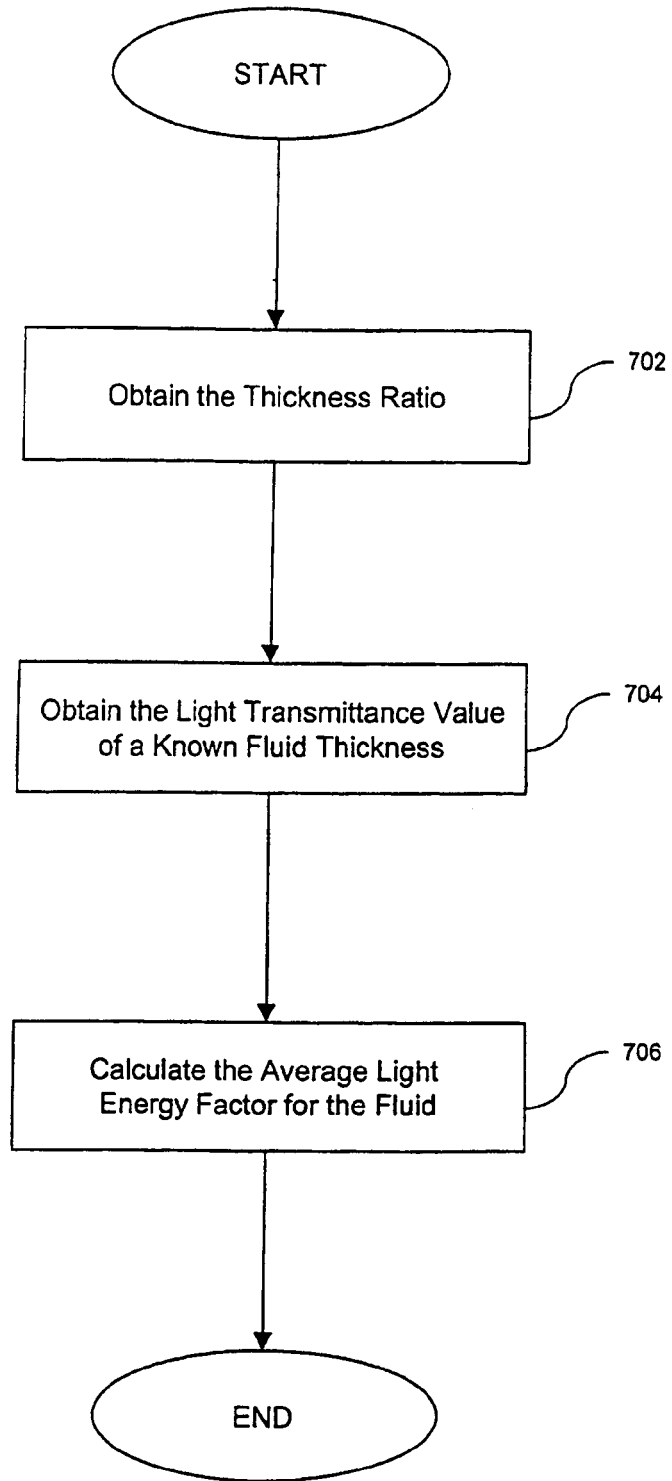 START
Obtain the Thickness Ratio
702
Obtain the Light Transmittance Value
of a Known Fluid Thickness
704
Calculate the Average Light
Energy Factor for the Fluid
706
END